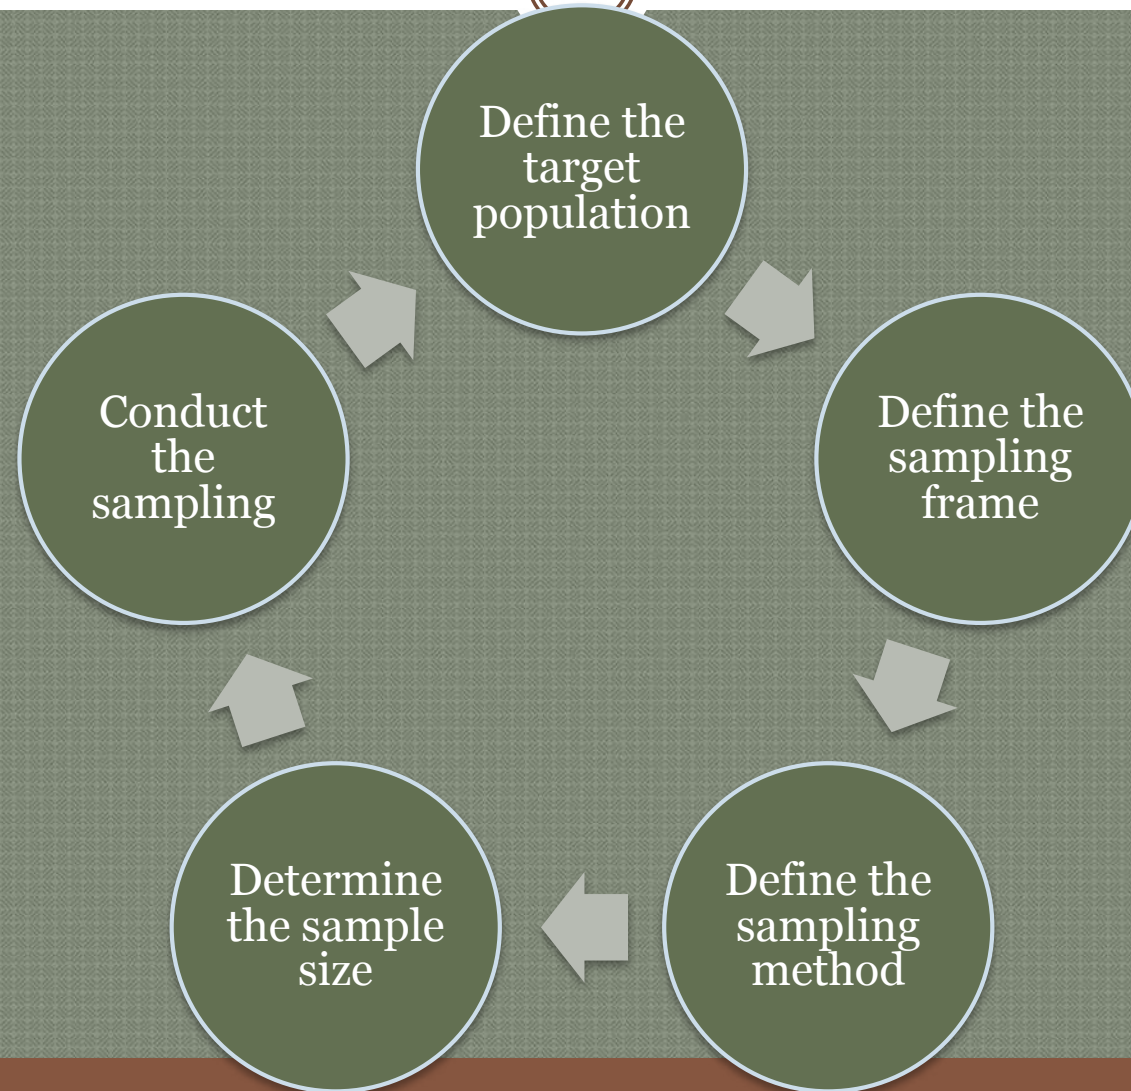 Define the
target
population
Define the
sampling
frame
Define the
sampling
method
Determine
the sample
size
Conduct
the
sampling